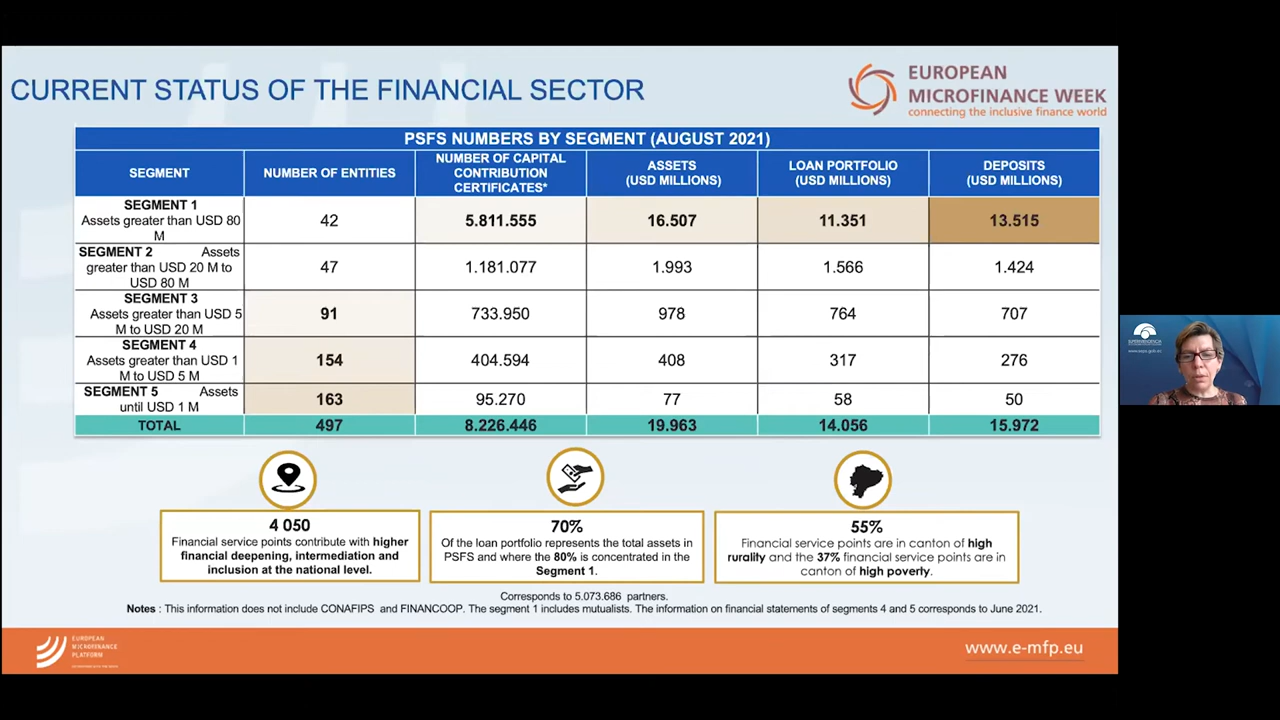 CURRENT STATUS OF THE FINANCIAL SECTOR
EUROPEAN
MICROFINANCE WEEK
connecting the inclusive finance world
PSFS NUMBERS BY SEGMENT (AUGUST 2021)
SEGMENT
NUMBER OF ENTITIES
NUMBER OF CAPITAL
CONTRIBUTION
CERTIFICATES*
ASSETS
(USD MILLIONS)
LOAN PORTFOLIO
(USD MILLIONS)
DEPOSITS
(USD MILLIONS)
SEGMENT 1
Assets greater than USD 80
M
42
5.811.555
16.507
11.351
13.515
SEGMENT 2 Assets
greater than USD 20 M to
USD 80 M
47
1.181.077
1.993
1.566
1.424
SEGMENT 3
Assets greater than USD 5
M to USD 20 M
91
733.950
978
764
707
SEGMENT 4
Assets greater than USD 1
M to USD 5 M
154
404.594
408
317
276
SEGMENT 5 Assets
until USD 1 M
163
95.270
77
58
50
TOTAL
497
8.226.446
19.963
14.056
15.972
4 050
Financial service points contribute with higher
financial deepening, intermediation and
inclusion at the national level.
70%
Of the loan portfolio represents the total assets in
PSFS and where the 80% is concentrated in the
Segment 1.
55%
Financial service points are in canton of high
rurality and the 37% financial service points are in
canton of high poverty.
Corresponds to 5.073.686 partners.
Notes : This information does not include CONAFIPS and FINANCOOP. The segment 1 includes mutualists. The information on financial statements of segments 4 and 5 corresponds to June 2021.
EUROPEAN
MICROFINANCE
PLATFORM
www.e-mfp.eu